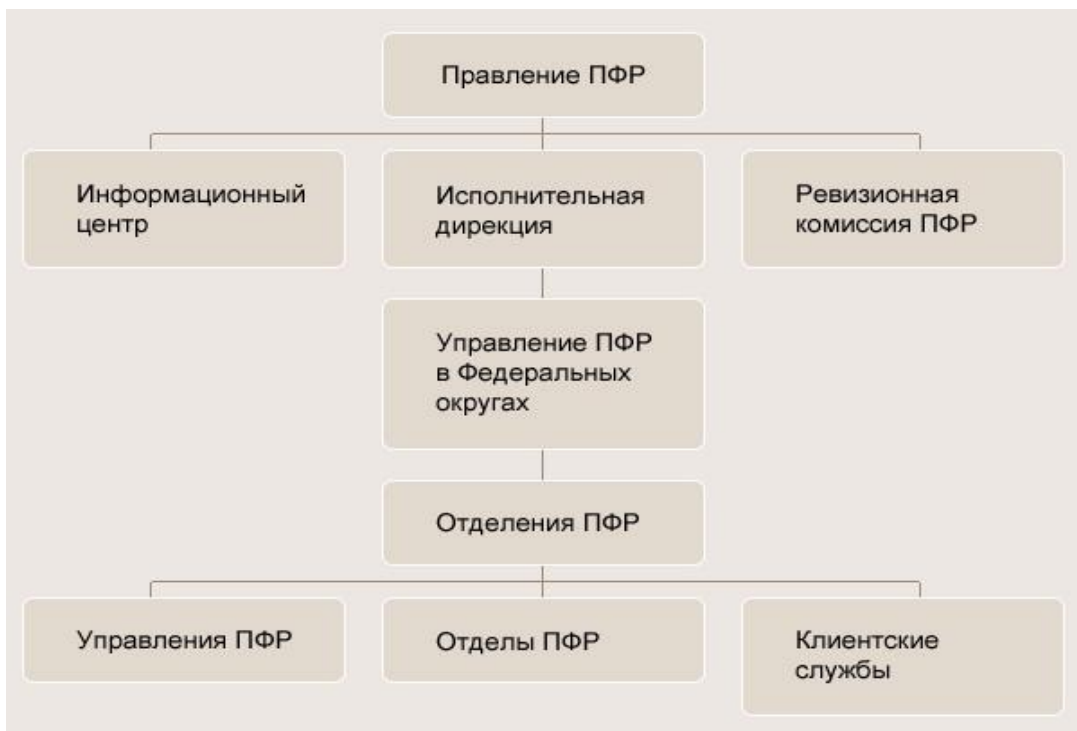 Правление ПФР
Информационный
центр
Исполнительная
дирекция
Ревизионная
комиссия ПФР
Управление ПФР
в Федеральных
округах
Отделения ПФР
Управления ПФР
Отделы ПФР
Клиентские
службы